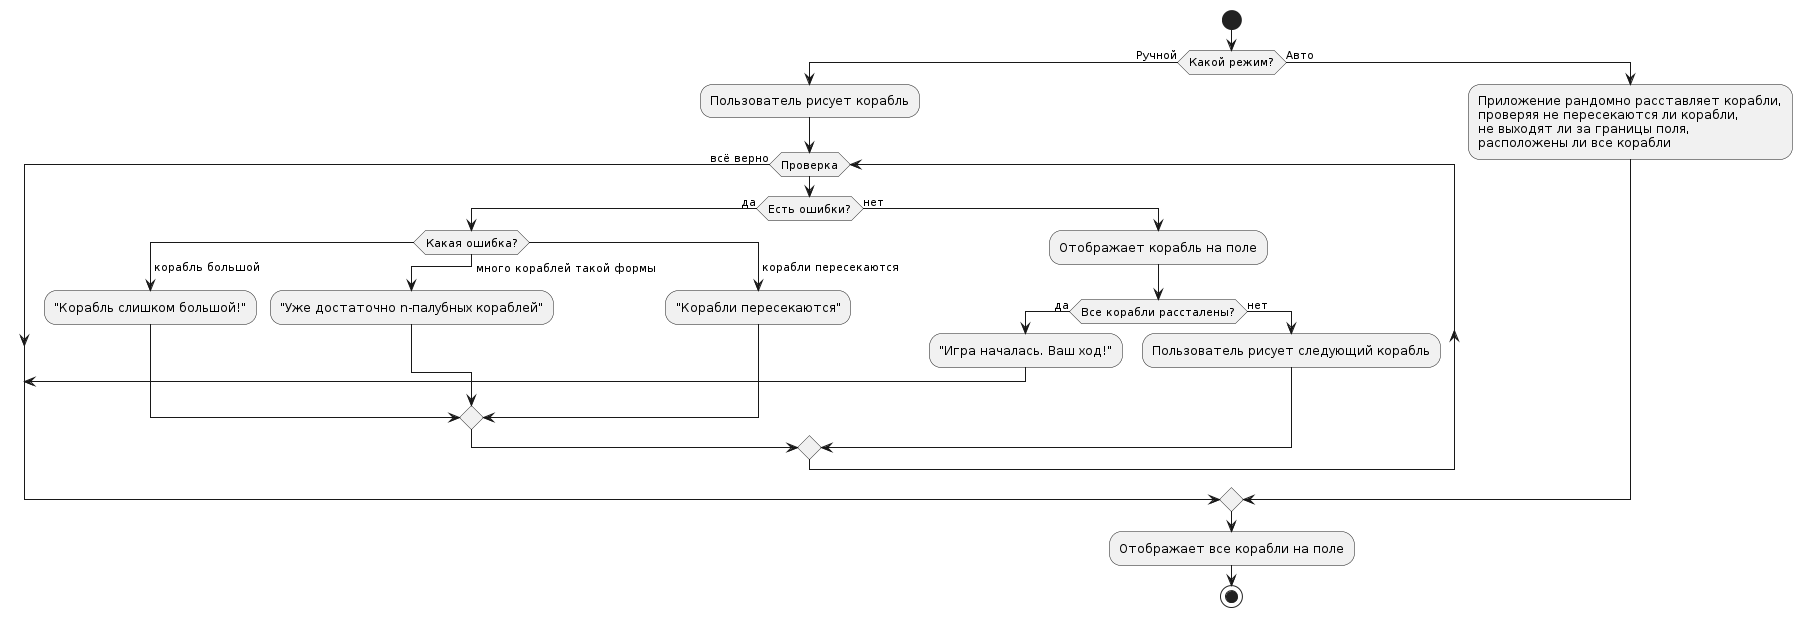 Ручной
Какой режим?
Авто
Пользователь рисует корабль
Приложение рандомно расставляет корабли,
проверяя не пересекаются ли корабли,
не выходят ли за границы поля,
расположены ли все корабли
всё верно
Проверка
да
Есть ошибки?
нет
Какая ошибка?
Отображает корабль на поле
корабль большой
много кораблей такой формы
корабли пересекаются
"Корабль слишком большой!"
"Уже достаточно n-палубных кораблей"
"Корабли пересекаются"
да
Все корабли рассталены?
нет
"Игра началась. Ваш ход!"
Пользователь рисует следующий корабль
Отображает все корабли на поле